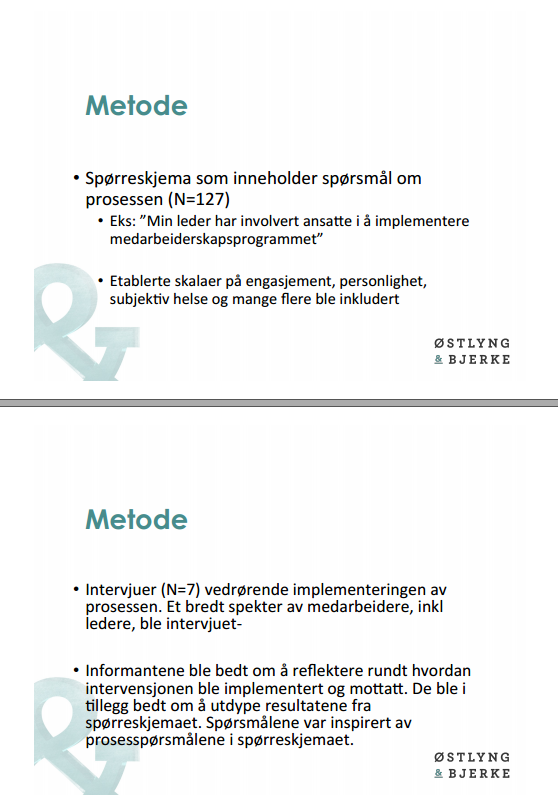 Metode
• Spørreskjema som inneholder spørsmål om
prosessen (N=127)
• Eks: ”Min leder har involvert ansatte i å implementere
medarbeiderskapsprogrammet”
• Etablerte skalaer på engasjement, personlighet,
subjektiv helse og mange flere ble inkludert
&
ØSTLYNG
& BJERKE
Metode
• Intervjuer (N=7) vedrørende implementeringen av
prosessen. Et bredt spekter av medarbeidere, inkl
ledere, ble intervjuet-
• Informantene ble bedt om å reflektere rundt hvordan
intervensjonen ble implementert og mottatt. De ble i
tillegg bedt om å utdype resultatene fra
spørreskjemaet. Spørsmålene var inspirert av
prosesspørsmålene i spørreskjemaet.
&
ØSTLYNG
& BJERKE